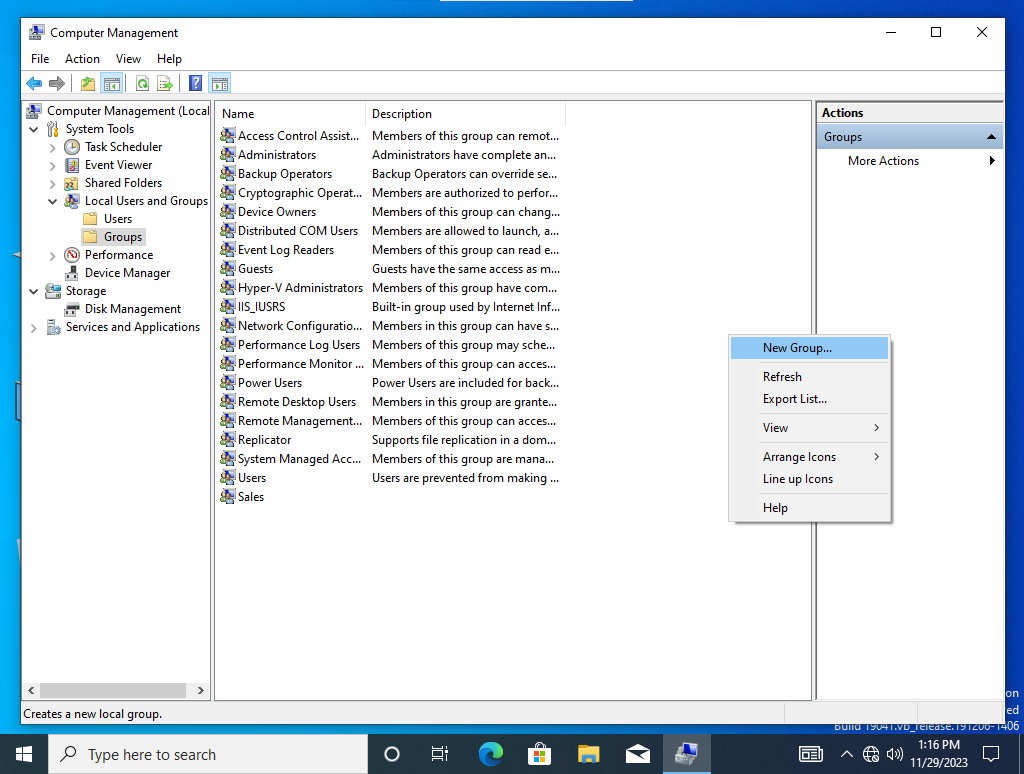 Computer Management
File Action View Help
Computer Management (Local
System Tools
Task Scheduler
Event Viewer
Shared Folders
Local Users and Groups
Users
Groups
Performance
Device Manager
Storage
Disk Management
Services and Applications
Name Description
Access Control Assist... Members of this group can remot...
Administrators Administrators have complete an...
Backup Operators Backup Operators can override se...
Cryptographic Operat... Members are authorized to perfor...
Device Owners Members of this group can chang...
Distributed COM Users Members are allowed to launch, a...
Event Log Readers Members of this group can read e...
Guests Guests have the same access as m...
Hyper-V Administrators Members of this group have com...
IIS_IUSRS Built-in group used by Internet Inf...
Network Configuratio... Members in this group can have s...
Performance Log Users Members of this group may sche...
Performance Monitor ... Members of this group can acces...
Power Users Power Users are included for back...
Remote Desktop Users Members in this group are grante...
Remote Management... Members of this group can acces...
Replicator Supports file replication in a dom...
System Managed Acc... Members of this group are mana...
Users Users are prevented from making ...
Sales
Actions
Groups
More Actions
New Group...
Refresh
Export List...
View
Arrange Icons
Line up Icons
Help
Creates a new local group.
on
ed
Build 19041.vb_release.191206-1406
Type here to search
1:16 PM
11/29/2023